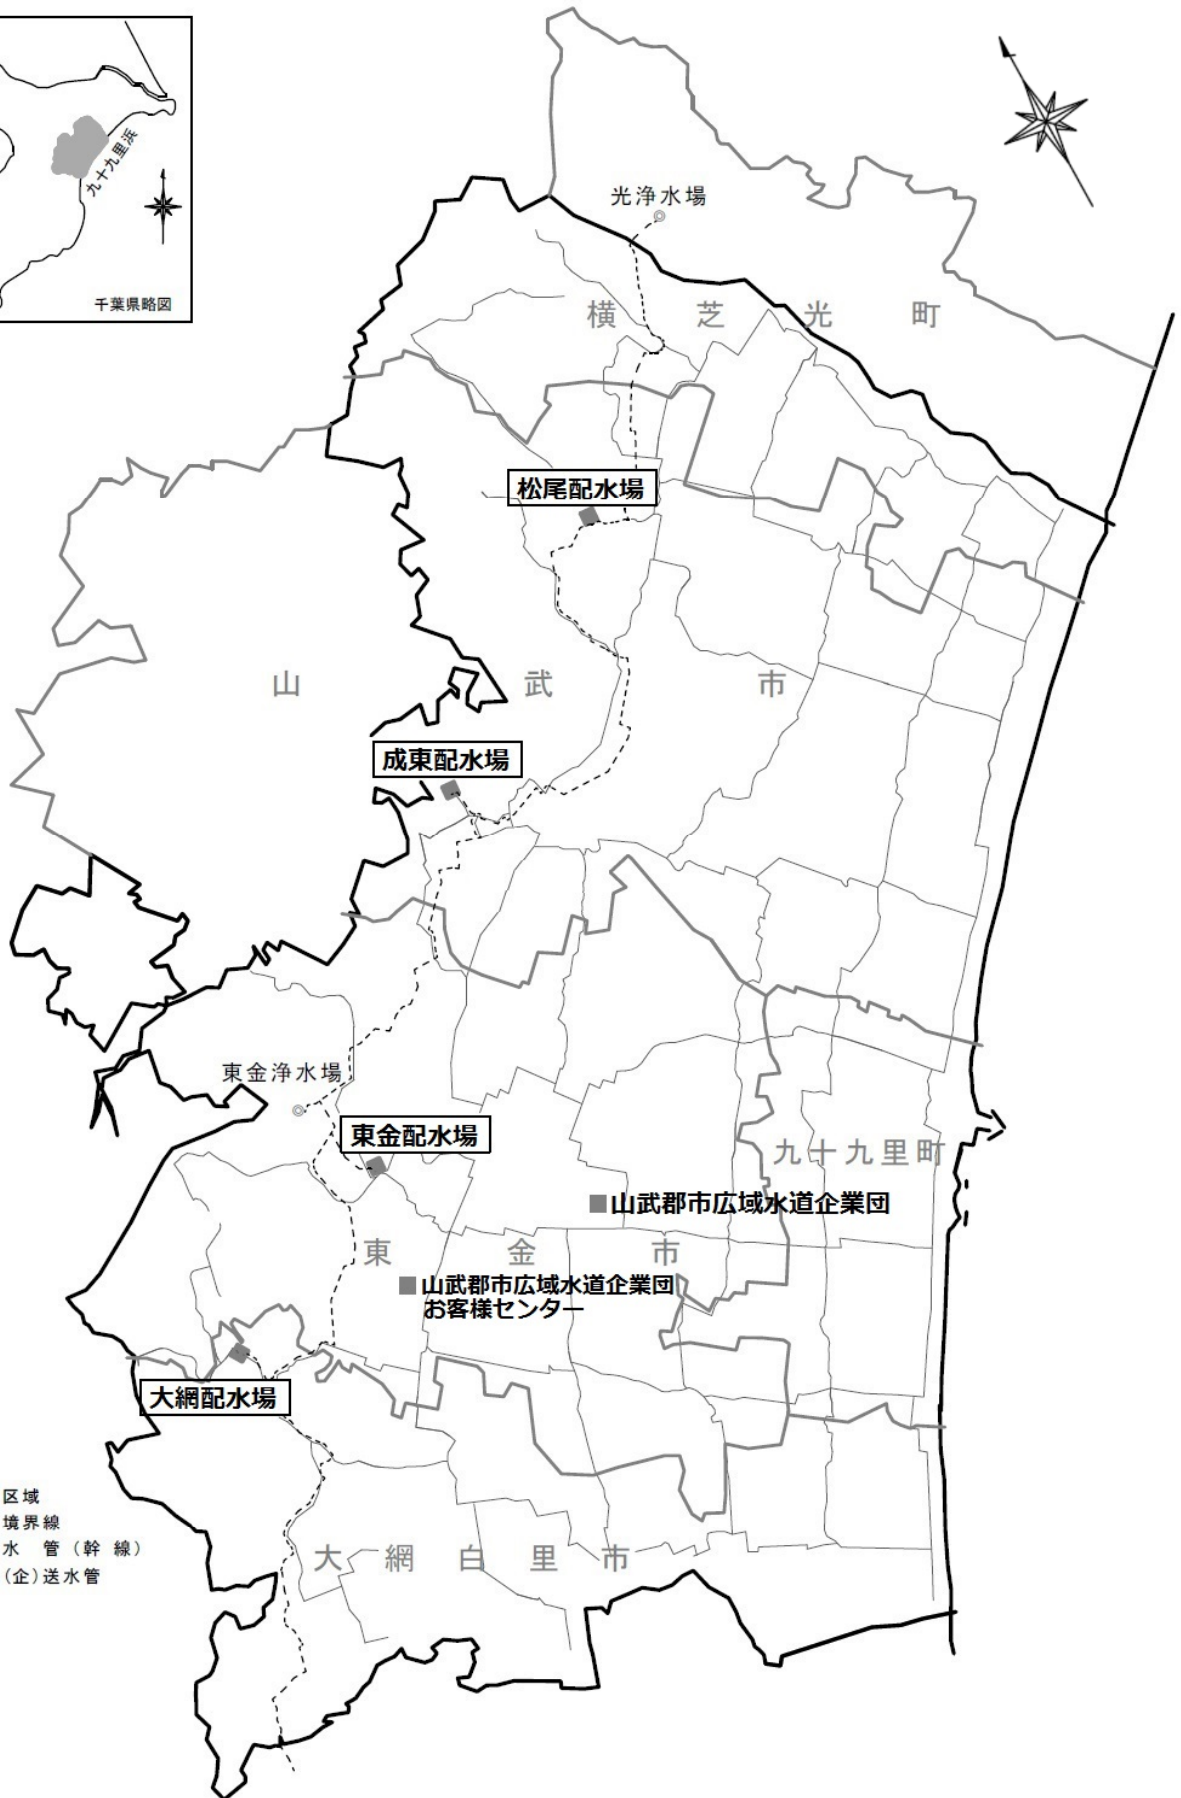 九十九里浜
千葉県略図
光浄水場
横芝光町
松尾配水場
山武市
成東配水場
東金浄水場
東金配水場
九十九里町
山武郡市広域水道企業団
東金市
山武郡市広域水道企業団
お客様センター
大網配水場
区域
境界線
水 管（幹 線）
(企)送水管
大網白里市